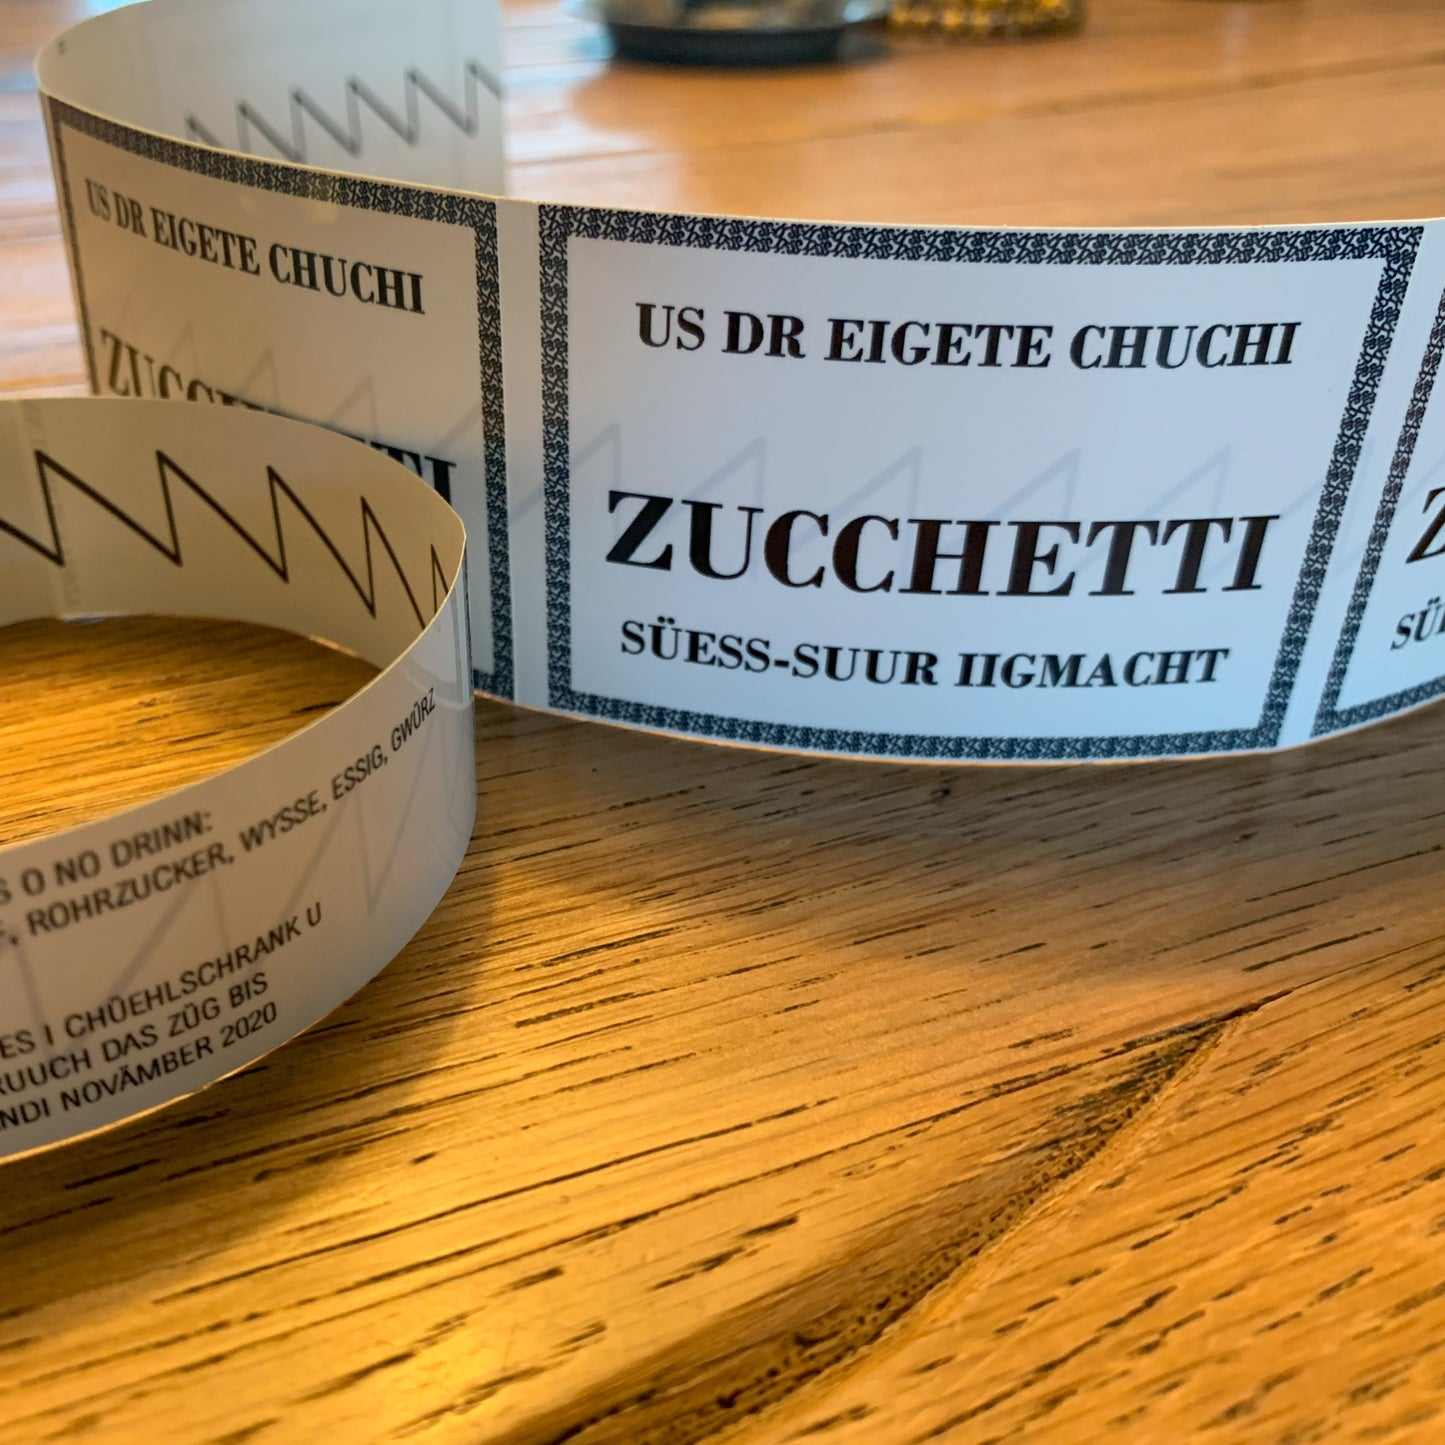 US DR EIGETE CHUCHI
ZUCCHETTI
US DR EIGETE CHUCHI
ZUCCHETTI
SÜESS-SUUR IIGMACHT
O NO DRINN:
ROHRZUCKER, WYSSE, ESSIG, GWÜRZ
I CHÜEHLSCHRANK U
DAS ZÜG BIS
NOVÄMBER 2020